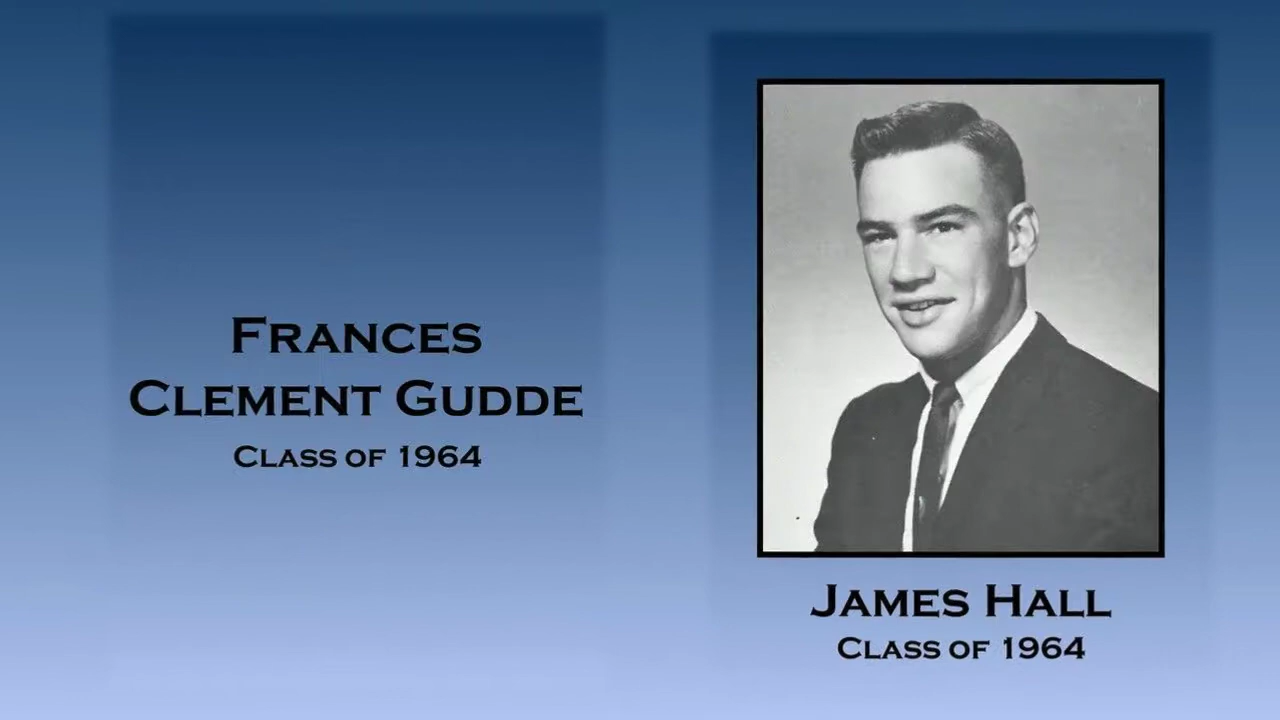 Frances
Clement Gudde
Class of 1964
James Hall
Class of 1964